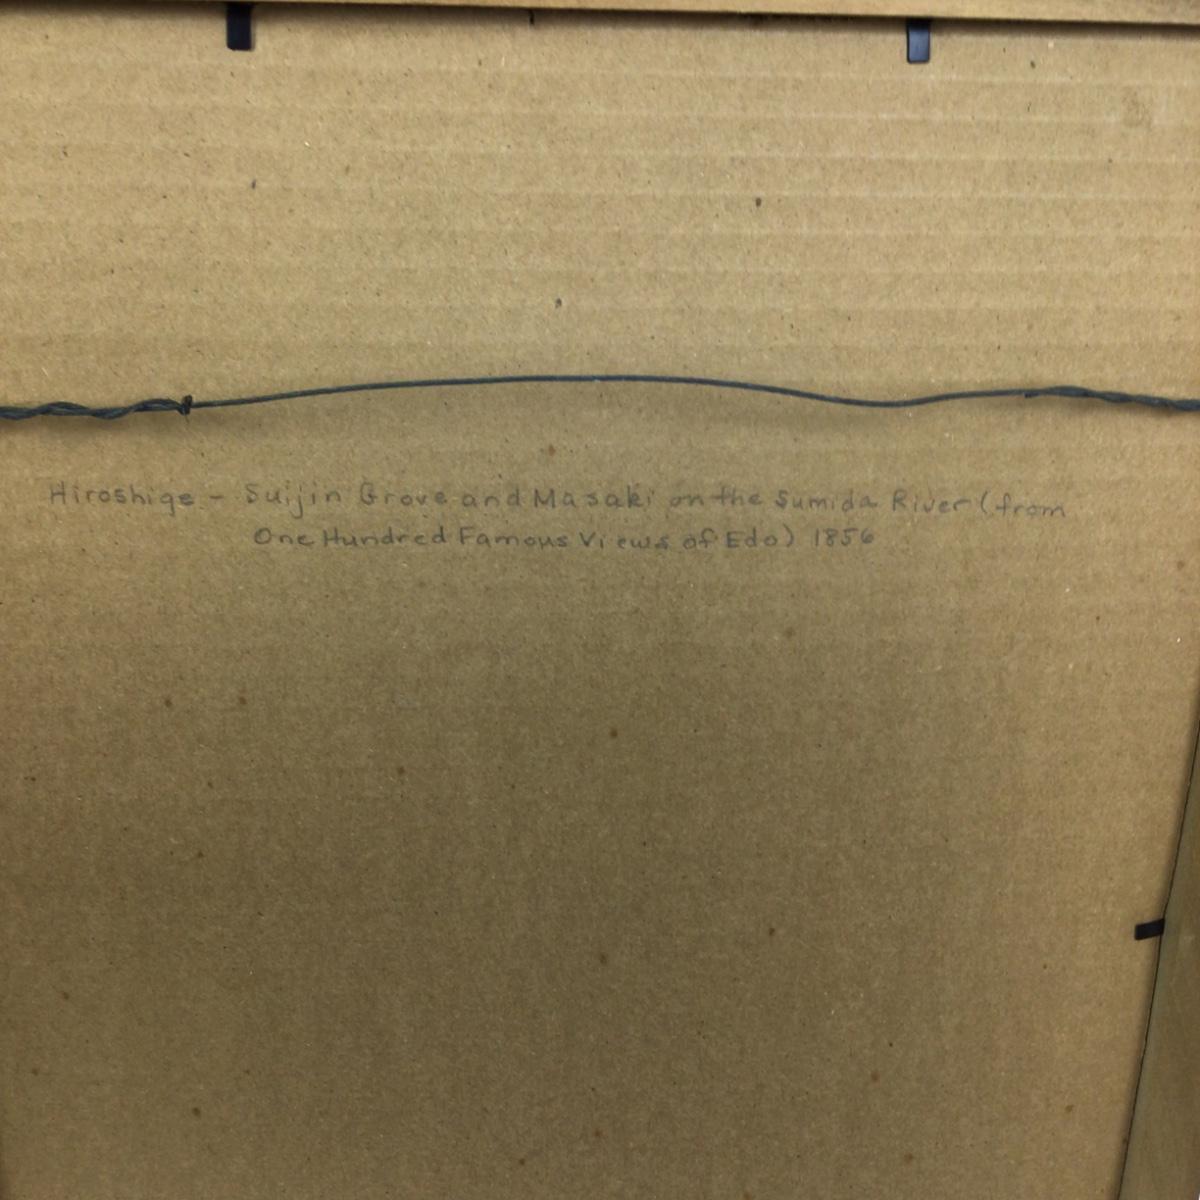 Hiroshige - Suijin Grove and Masaki on the Sumida River (from
One Hundred Famous Views of Edo) 1856